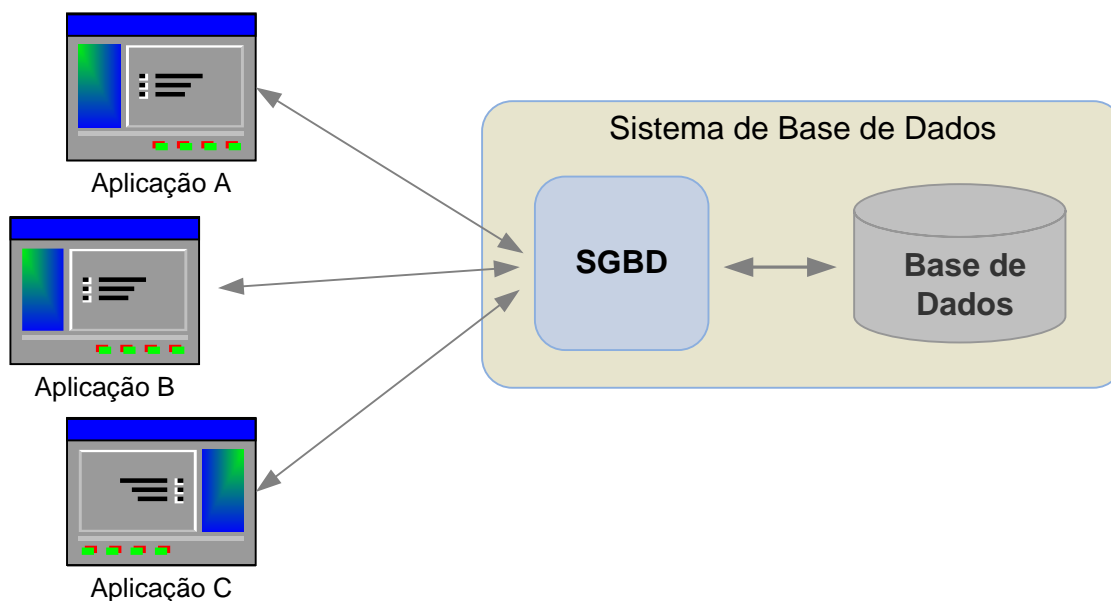 Aplicação A
Aplicação B
Aplicação C
Sistema de Base de Dados
SGBD
Base de
Dados